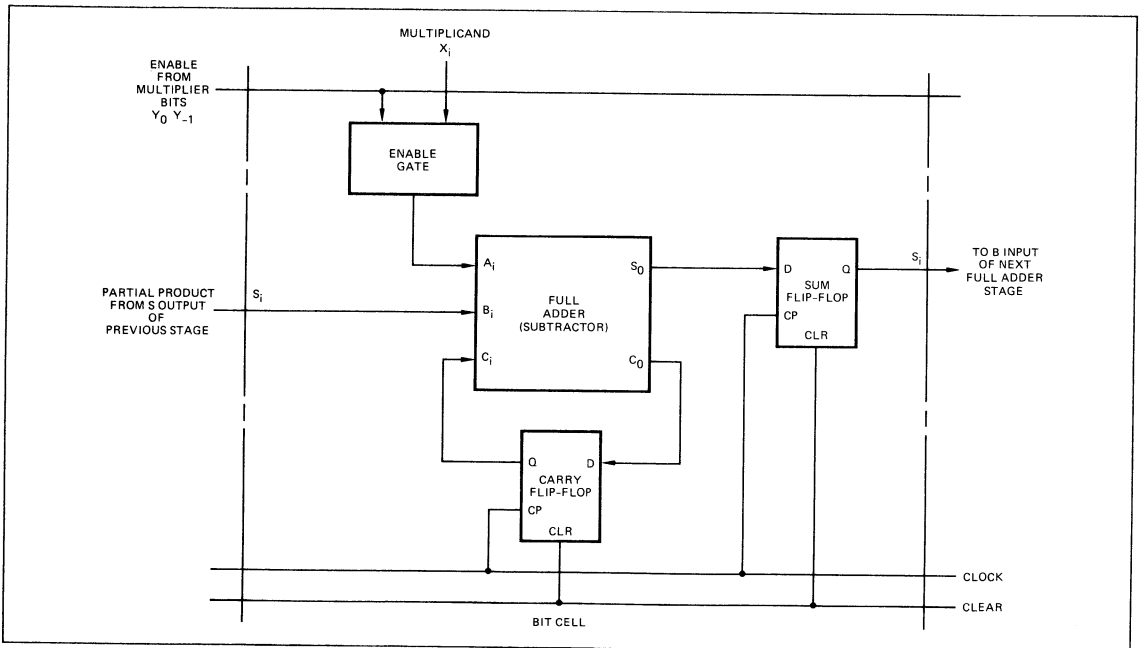 MULTIPLICAND
Xi
ENABLE
FROM
MULTIPLIER
BITS
Y0 Y-1
ENABLE
GATE
PARTIAL PRODUCT
FROM S OUTPUT
OF
PREVIOUS STAGE
Si
Ai
Bi
Ci
FULL
ADDER
(SUBTRACTOR)
S0
C0
D Q
SUM
FLIP-FLOP
CP
CLR
Si
TO B INPUT
OF NEXT
FULL ADDER
STAGE
Q D
CARRY
FLIP-FLOP
CP
CLR
CLOCK
CLEAR
BIT CELL